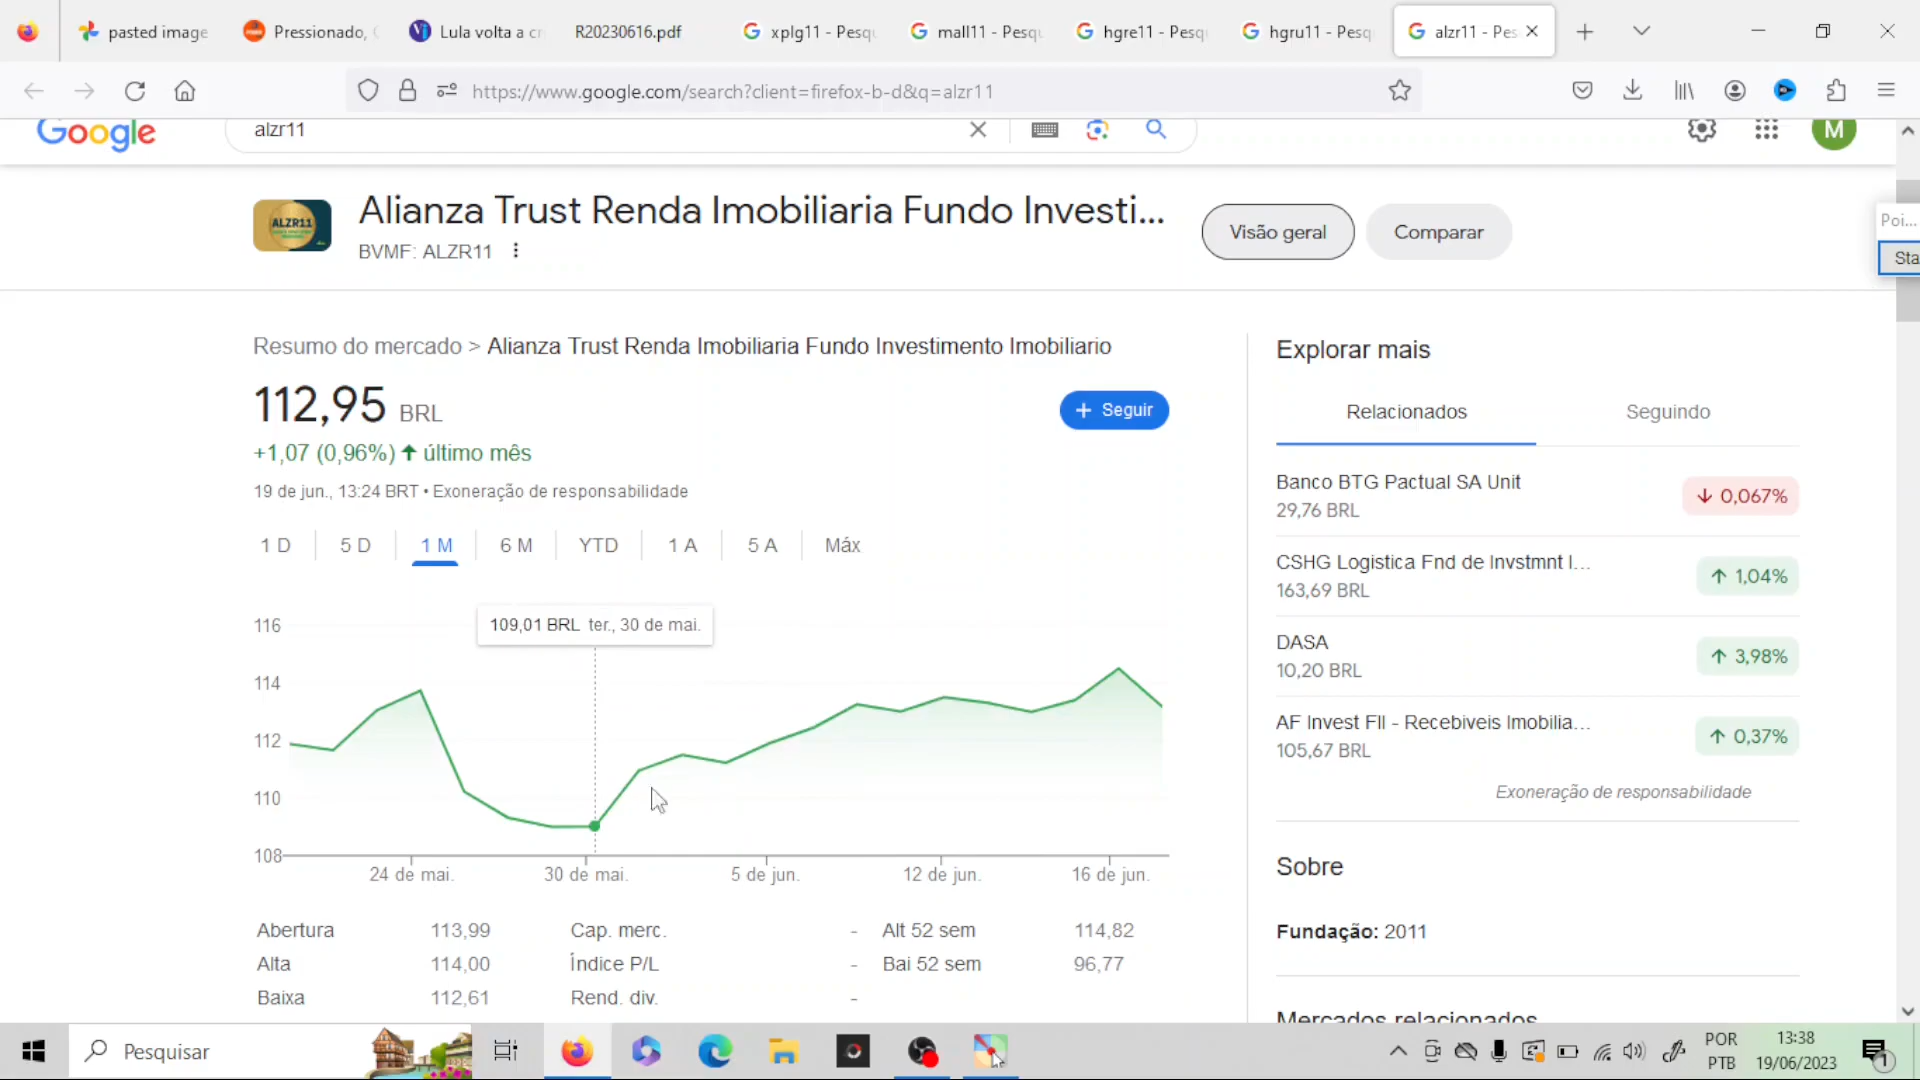 pasted image
Pressionado,
Lula volta a cr
R20230616.pdf
xplg11 - Pesqu
mall11 - Pesqu
hgre11 - Pesqu
hgru11 - Pesq
alzr11 - Pes
https://www.google.com/search?client=firefox-b-d&q=alzr11
Google
alzr11
M
ALZR11
Alianza Trust Renda Imobiliaria Fundo Investi...
BVMF: ALZR11
Visão geral
Comparar
Poi...
Sta
Resumo do mercado > Alianza Trust Renda Imobiliaria Fundo Investimento Imobiliario
112,95 BRL
+ Seguir
+1,07 (0,96%) ↑ último mês
19 de jun., 13:24 BRT • Exoneração de responsabilidade
1 D
5 D
1 M
6 M
YTD
1 A
5 A
Máx
109,01 BRL ter., 30 de mai.
116
114
112
110
108
24 de mai.
30 de mai.
5 de jun.
12 de jun.
16 de jun.
Abertura 113,99 Cap. merc. - Alt 52 sem 114,82
Alta 114,00 Índice P/L - Bai 52 sem 96,77
Baixa 112,61 Rend. div. -
Explorar mais
Relacionados
Seguindo
Banco BTG Pactual SA Unit
29,76 BRL
↓ 0,067%
CSHG Logistica Fnd de Invstmnt I...
163,69 BRL
↑ 1,04%
DASA
10,20 BRL
↑ 3,98%
AF Invest FII - Recebiveis Imobilia...
105,67 BRL
↑ 0,37%
Exoneração de responsabilidade
Sobre
Fundação: 2011
Mercados relacionados
Pesquisar
POR
PTB
13:38
19/06/2023
1